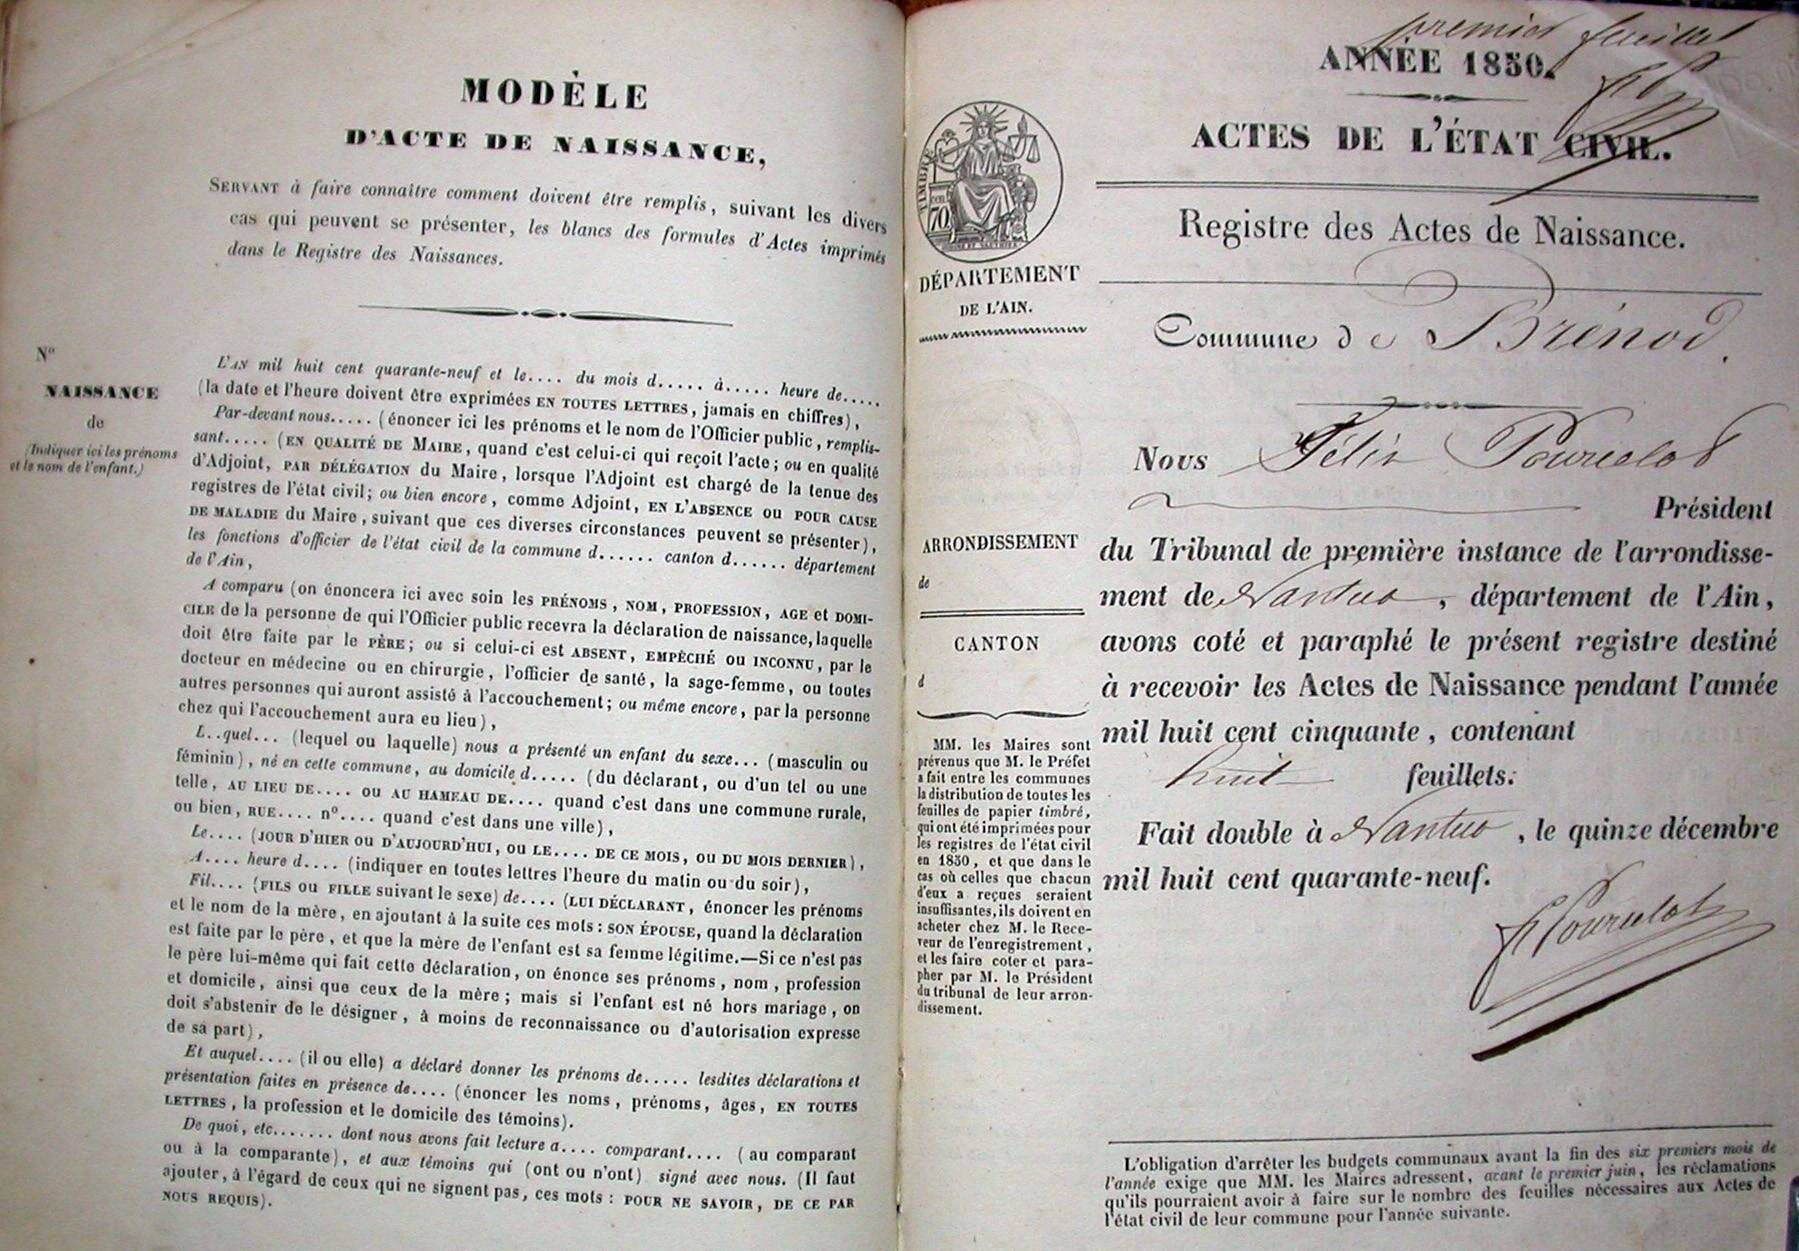 MODÈLE
D'ACTE DE NAISSANCE,
SERVANT à faire connaître comment doivent être remplis, suivant les divers
cas qui peuvent se présenter, les blancs des formules d'Actes imprimés
dans le Registre des Naissances.
N°
NAISSANCE
de
(Indiquer ici les prénoms
et le nom de l'enfant.)
L'AN mil huit cent quarante-neuf et le.... du mois d..... à..... heure de.....
(la date et l'heure doivent être exprimées EN TOUTES LETTRES, jamais en chiffres),
Par-devant nous..... (énoncer ici les prénoms et le nom de l'Officier public, remplis-
sant..... (EN QUALITÉ DE MAIRE, quand c'est celui-ci qui reçoit l'acte; ou en qualité
d'Adjoint, PAR DÉLÉGATION du Maire, lorsque l'Adjoint est chargé de la tenue des
registres de l'état civil; ou bien encore, comme Adjoint, EN L'ABSENCE OU POUR CAUSE
DE MALADIE du Maire, suivant que ces diverses circonstances peuvent se présenter),
les fonctions d'officier de l'état civil de la commune d...... canton d...... département
de l'Ain,
A comparu (on énoncera ici avec soin les PRÉNOMS, NOM, PROFESSION, AGE et DOMI-
CILE de la personne de qui l'Officier public recevra la déclaration de naissance, laquelle
doit être faite par le PÈRE; ou si celui-ci est ABSENT, EMPÊCHÉ OU INCONNU, par le
docteur en médecine ou en chirurgie, l'officier de santé, la sage-femme, ou toutes
autres personnes qui auront assisté à l'accouchement; ou même encore, par la personne
chez qui l'accouchement aura eu lieu),
L..quel... (lequel ou laquelle) nous a présenté un enfant du sexe... (masculin ou
féminin), né en cette commune, au domicile d..... (du déclarant, ou d'un tel ou une
telle, AU LIEU DE.... OU AU HAMEAU DE.... quand c'est dans une commune rurale,
ou bien, RUE.... n°.... quand c'est dans une ville),
Le.... (JOUR D'HIER OU D'AUJOURD'HUI, OU LE.... DE CE MOIS, OU DU MOIS DERNIER),
A.... heure d.... (indiquer en toutes lettres l'heure du matin ou du soir),
Fil.... (FILS OU FILLE suivant le sexe) de.... (LUI DÉCLARANT, énoncer les prénoms
et le nom de la mère, en ajoutant à la suite ces mots: SON ÉPOUSE, quand la déclaration
est faite par le père, et que la mère de l'enfant est sa femme légitime.—Si ce n'est pas
le père lui-même qui fait cette déclaration, on énonce ses prénoms, nom, profession
et domicile, ainsi que ceux de la mère; mais si l'enfant est né hors mariage, on
doit s'abstenir de le désigner, à moins de reconnaissance ou d'autorisation expresse
de sa part),
Et auquel.... (il ou elle) a déclaré donner les prénoms de..... lesdites déclarations et
présentation faites en présence de.... (énoncer les noms, prénoms, âges, EN TOUTES
LETTRES, la profession et le domicile des témoins).
De quoi, etc....... dont nous avons fait lecture a.... comparant.... (au comparant
ou à la comparante), et aux témoins qui (ont ou n'ont) signé avec nous. (Il faut
ajouter, à l'égard de ceux qui ne signent pas, ces mots: POUR NE SAVOIR, DE CE PAR
NOUS REQUIS).
premier feuillet
ANNÉE 1850.
ACTES DE L'ÉTAT CIVIL.
Registre des Actes de Naissance.
TIMBRE
70
DÉPARTEMENT
DE L'AIN.
Commune de Brénod.
Nous Félix Pourcelot
Président
du Tribunal de première instance de l'arrondisse-
ment de Nantua, département de l'Ain,
avons coté et paraphé le présent registre destiné
à recevoir les Actes de Naissance pendant l'année
mil huit cent cinquante, contenant
huit feuillets.
Fait double à Nantua, le quinze décembre
mil huit cent quarante-neuf.
F Pourcelot
ARRONDISSEMENT
de
CANTON
d
MM. les Maires sont
prévenus que M. le Préfet
a fait entre les communes
la distribution de toutes les
feuilles de papier timbré,
qui ont été imprimées pour
les registres de l'état civil
en 1850, et que dans le
cas où celles que chacun
d'eux a reçues seraient
insuffisantes, ils doivent en
acheter chez M. le Rece-
veur de l'enregistrement,
et les faire coter et para-
pher par M. le Président
du tribunal de leur arron-
dissement.
L'obligation d'arrêter les budgets communaux avant la fin des six premiers mois de
l'année exige que MM. les Maires adressent, avant le premier juin, les réclamations
qu'ils pourraient avoir à faire sur le nombre des feuilles nécessaires aux Actes de
l'état civil de leur commune pour l'année suivante.